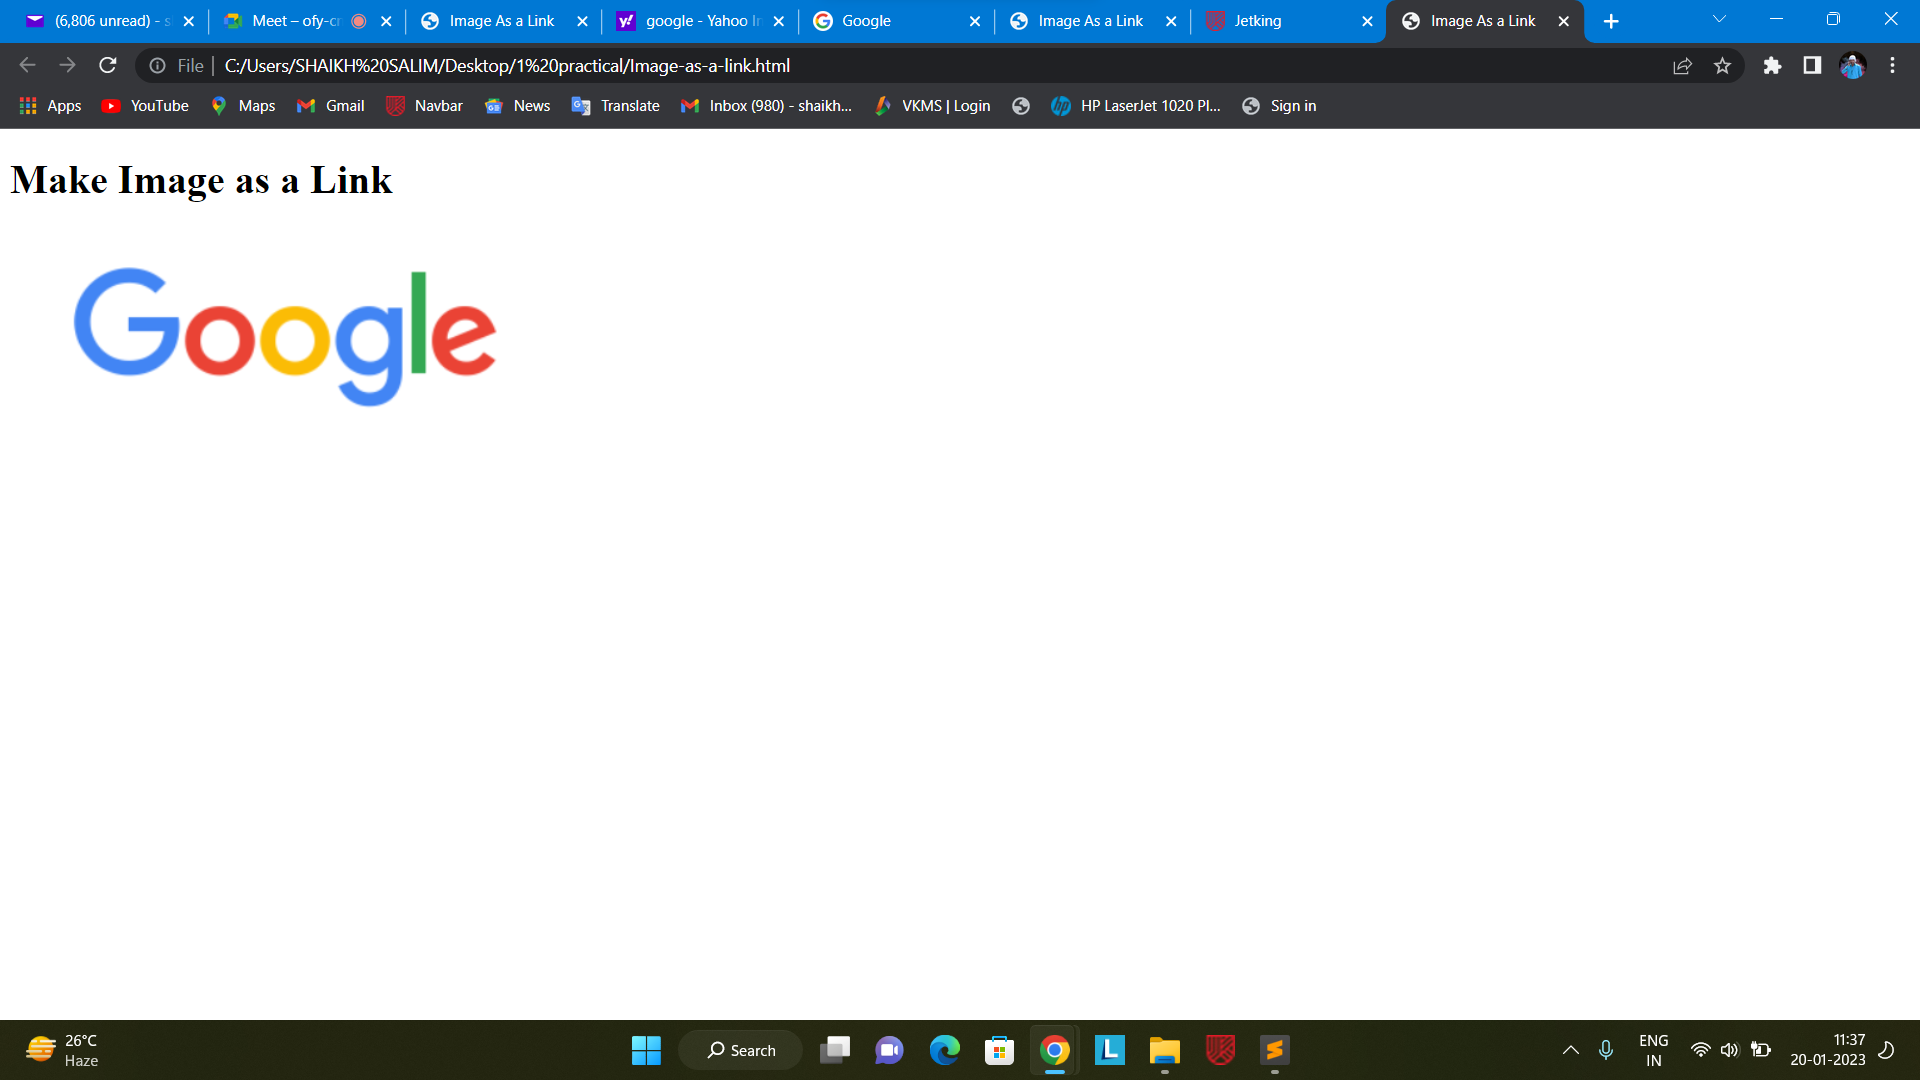 (6,806 unread) - s
Meet – ofy-cr
Image As a Link
google - Yahoo In
Google
Image As a Link
Jetking
Image As a Link
File | C:/Users/SHAIKH%20SALIM/Desktop/1%20practical/Image-as-a-link.html
Apps YouTube Maps Gmail Navbar News Translate Inbox (980) - shaikh... VKMS | Login HP LaserJet 1020 Pl... Sign in
Make Image as a Link
Google
26°C
Haze
Search
ENG
IN
11:37
20-01-2023